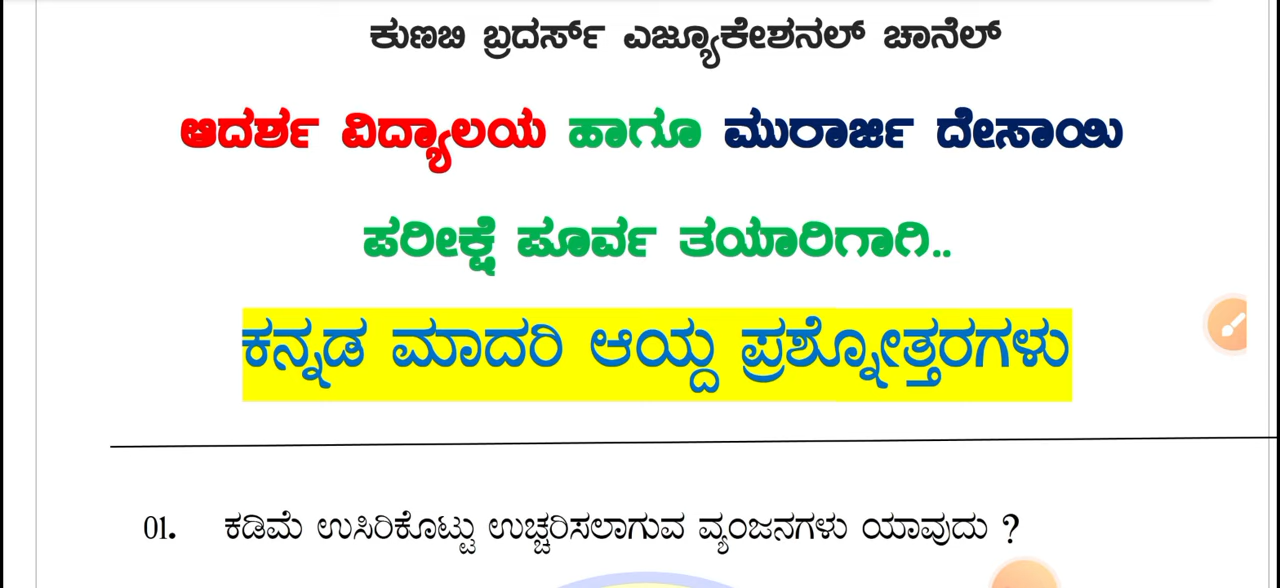 ಕುಣಬಿ ಬ್ರದರ್ಸ್ ಎಜ್ಯೂಕೇಶನಲ್ ಚಾನೆಲ್
ಆದರ್ಶ ವಿದ್ಯಾಲಯ ಹಾಗೂ ಮುರಾರ್ಜಿ ದೇಸಾಯಿ
ಪರೀಕ್ಷೆ ಪೂರ್ವ ತಯಾರಿಗಾಗಿ..
ಕನ್ನಡ ಮಾದರಿ ಆಯ್ದ ಪ್ರಶ್ನೋತ್ತರಗಳು
01. ಕಡಿಮೆ ಉಸಿರಿಕೊಟ್ಟು ಉಚ್ಚರಿಸಲಾಗುವ ವ್ಯಂಜನಗಳು ಯಾವುದು ?